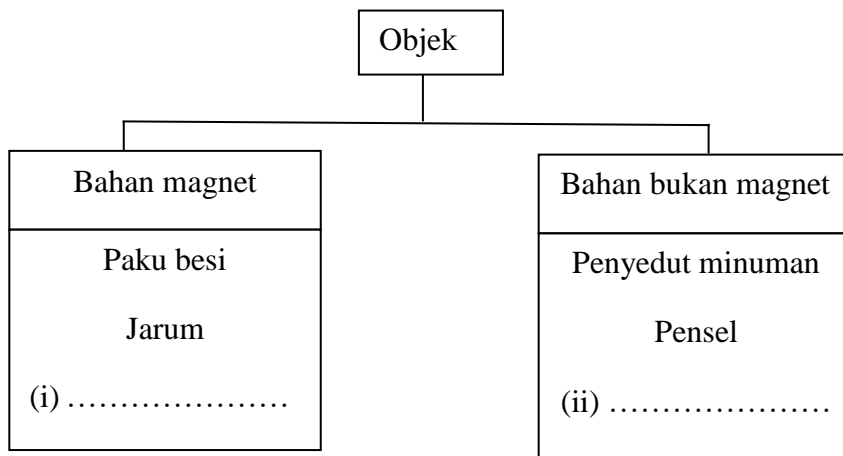 Objek
Bahan magnet
Paku besi
Jarum
(i) …………………
Bahan bukan magnet
Penyedut minuman
Pensel
(ii) …………………